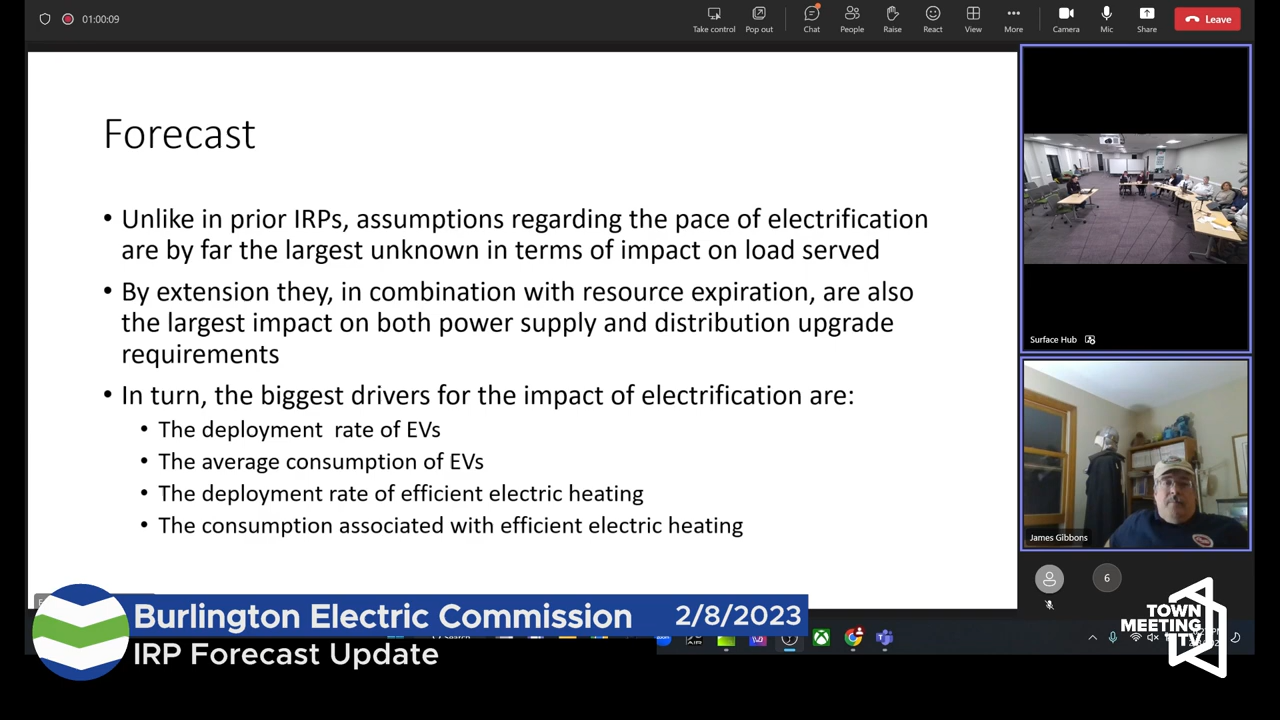 01:00:09
Take control
Pop out
Chat
People
Raise
React
View
More
Camera
Mic
Share
Leave
Forecast
• Unlike in prior IRPs, assumptions regarding the pace of electrification
are by far the largest unknown in terms of impact on load served
• By extension they, in combination with resource expiration, are also
the largest impact on both power supply and distribution upgrade
requirements
• In turn, the biggest drivers for the impact of electrification are:
• The deployment rate of EVs
• The average consumption of EVs
• The deployment rate of efficient electric heating
• The consumption associated with efficient electric heating
Surface Hub
James Gibbons
6
Burlington Electric Commission 2/8/2023
IRP Forecast Update
TOWN
MEETING
TV